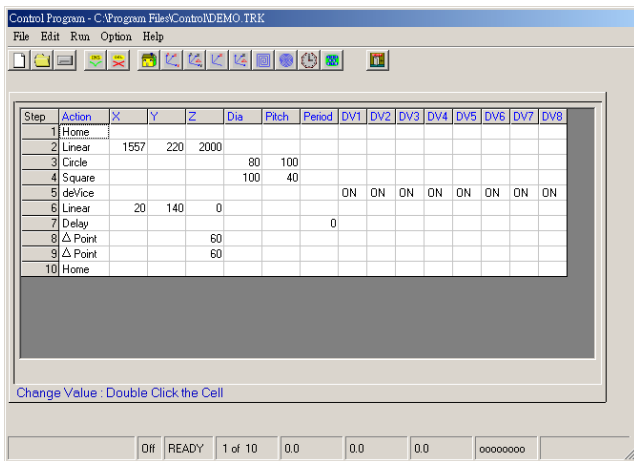 Control Program - C:\Program Files\Control\DEMO.TRK
File Edit Run Option Help
Step Action X Y Z Dia Pitch Period DV1 DV2 DV3 DV4 DV5 DV6 DV7 DV8
1 Home
2 Linear 1557 220 2000
3 Circle 80 100
4 Square 100 40
5 deVice ON ON ON ON ON ON ON ON
6 Linear 20 140 0
7 Delay 0
8 Δ Point 60
9 Δ Point 60
10 Home
Change Value : Double Click the Cell
Off READY 1 of 10 0.0 0.0 0.0 oooooooo